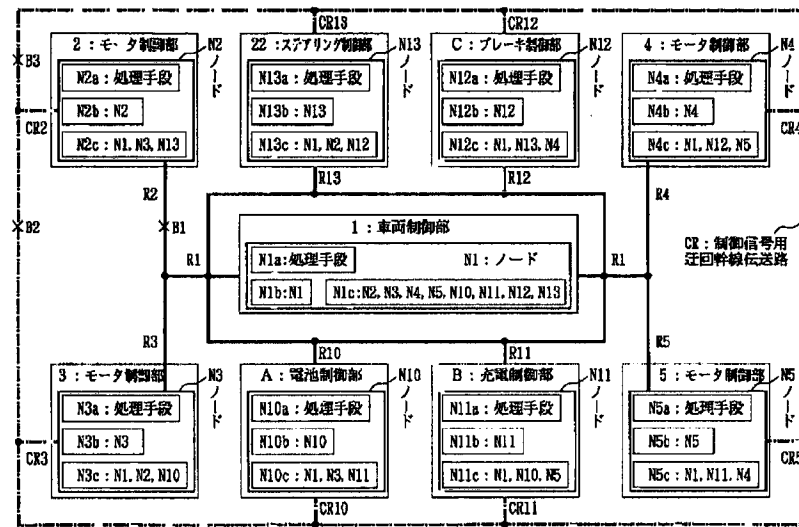 CR13 CR12
2：モータ制御部 N2 ノード
N2a：処理手段
N2b：N2
N2c：N1, N3, N13
22：ステアリング制御部 N13 ノード
N13a：処理手段
N13b：N13
N13c：N1, N2, N12
C：ブレーキ制御部 N12 ノード
N12a：処理手段
N12b：N12
N12c：N1, N13, N4
4：モータ制御部 N4 ノード
N4a：処理手段
N4b：N4
N4c：N1, N12, N5
B3
CR2 CR4
R2 R13 R12 R4
B2 B1
1：車両制御部
N1a：処理手段 N1：ノード
N1b：N1 N1c：N2, N3, N4, N5, N10, N11, N12, N13
R1 R1
CR：制御信号用
迂回幹線伝送路
R3 R10 R11 R5
3：モータ制御部 N3 ノード
N3a：処理手段
N3b：N3
N3c：N1, N2, N10
A：電池制御部 N10 ノード
N10a：処理手段
N10b：N10
N10c：N1, N3, N11
B：充電制御部 N11 ノード
N11a：処理手段
N11b：N11
N11c：N1, N10, N5
5：モータ制御部 N5 ノード
N5a：処理手段
N5b：N5
N5c：N1, N11, N4
CR3 CR5
CR10 CR11